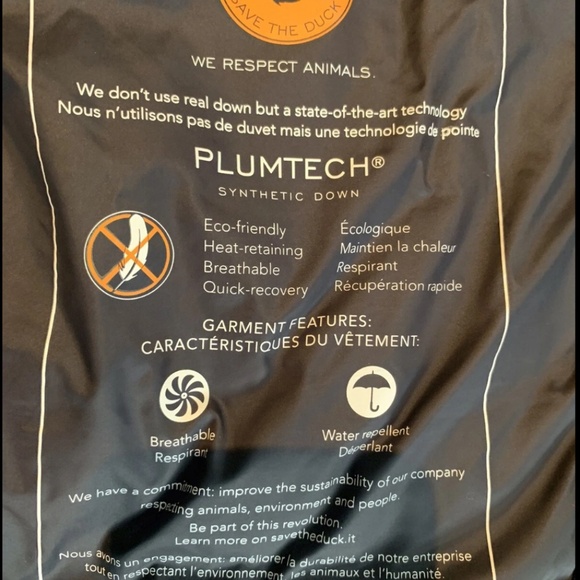 SAVE THE DUCK
WE RESPECT ANIMALS.
We don't use real down but a state-of-the-art technology
Nous n'utilisons pas de duvet mais une technologie de pointe
PLUMTECH®
SYNTHETIC DOWN
Eco-friendly Écologique
Heat-retaining Maintien la chaleur
Breathable Respirant
Quick-recovery Récupération rapide
GARMENT FEATURES:
CARACTÉRISTIQUES DU VÊTEMENT:
Breathable Water repellent
Respirant Déperlant
We have a commitment: improve the sustainability of our company
respecting animals, environment and people.
Be part of this revolution.
Learn more on savetheduck.it
Nous avons un engagement: améliorer la durabilité de notre entreprise
tout en respectant l'environnement, les animaux et l'humanité.